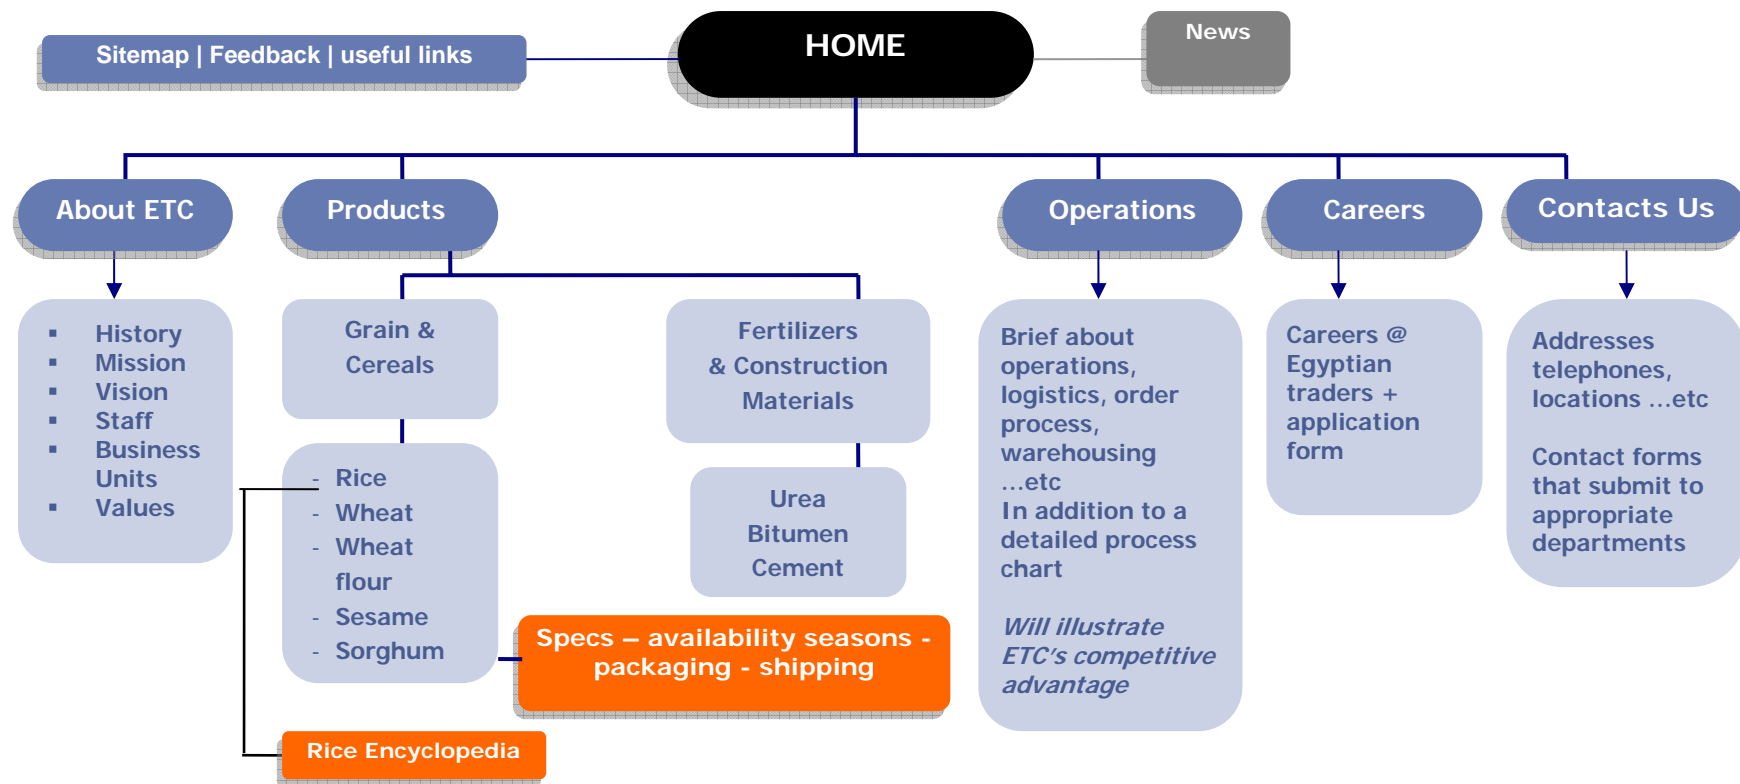 Sitemap | Feedback | useful links
HOME
News
About ETC
Products
Operations
Careers
Contacts Us
▪ History
▪ Mission
▪ Vision
▪ Staff
▪ Business
Units
▪ Values
Grain &
Cereals
- Rice
- Wheat
- Wheat
flour
- Sesame
- Sorghum
Fertilizers
& Construction
Materials
Urea
Bitumen
Cement
Specs – availability seasons -
packaging - shipping
Rice Encyclopedia
Brief about
operations,
logistics, order
process,
warehousing
...etc
In addition to a
detailed process
chart
Will illustrate
ETC's competitive
advantage
Careers @
Egyptian
traders +
application
form
Addresses
telephones,
locations ...etc
Contact forms
that submit to
appropriate
departments